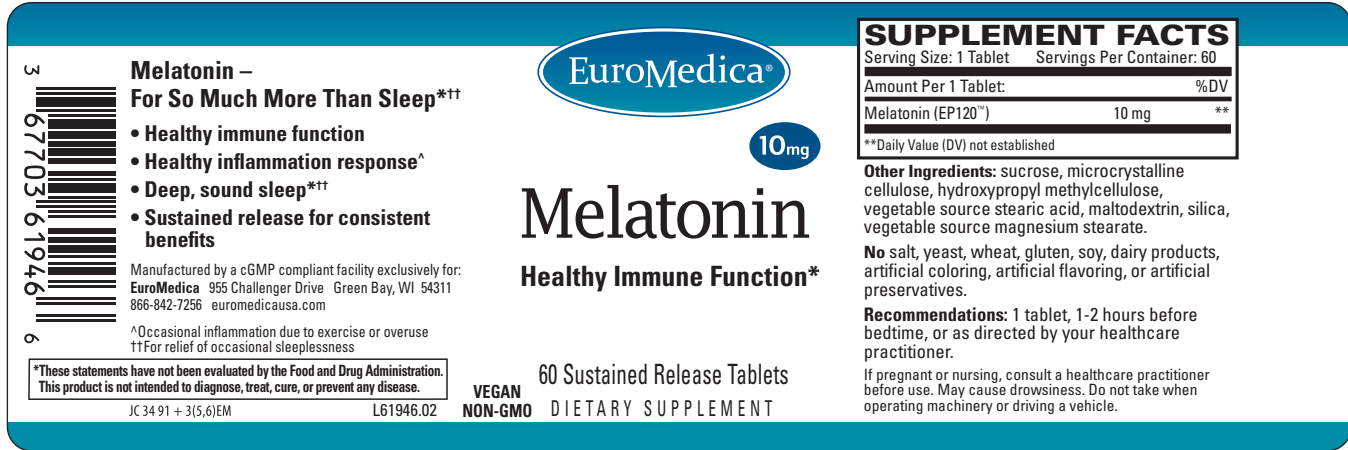 3 67703 61946 6
Melatonin –
For So Much More Than Sleep*††
• Healthy immune function
• Healthy inflammation response^
• Deep, sound sleep*††
• Sustained release for consistent
benefits
Manufactured by a cGMP compliant facility exclusively for:
EuroMedica 955 Challenger Drive Green Bay, WI 54311
866-842-7256 euromedicausa.com
^Occasional inflammation due to exercise or overuse
††For relief of occasional sleeplessness
*These statements have not been evaluated by the Food and Drug Administration.
This product is not intended to diagnose, treat, cure, or prevent any disease.
JC 34 91 + 3(5,6)EM L61946.02
EuroMedica®
10mg
Melatonin
Healthy Immune Function*
60 Sustained Release Tablets
VEGAN
NON-GMO
DIETARY SUPPLEMENT
SUPPLEMENT FACTS
Serving Size: 1 Tablet Servings Per Container: 60
Amount Per 1 Tablet: %DV
Melatonin (EP120™) 10 mg **
**Daily Value (DV) not established
Other Ingredients: sucrose, microcrystalline
cellulose, hydroxypropyl methylcellulose,
vegetable source stearic acid, maltodextrin, silica,
vegetable source magnesium stearate.
No salt, yeast, wheat, gluten, soy, dairy products,
artificial coloring, artificial flavoring, or artificial
preservatives.
Recommendations: 1 tablet, 1-2 hours before
bedtime, or as directed by your healthcare
practitioner.
If pregnant or nursing, consult a healthcare practitioner
before use. May cause drowsiness. Do not take when
operating machinery or driving a vehicle.